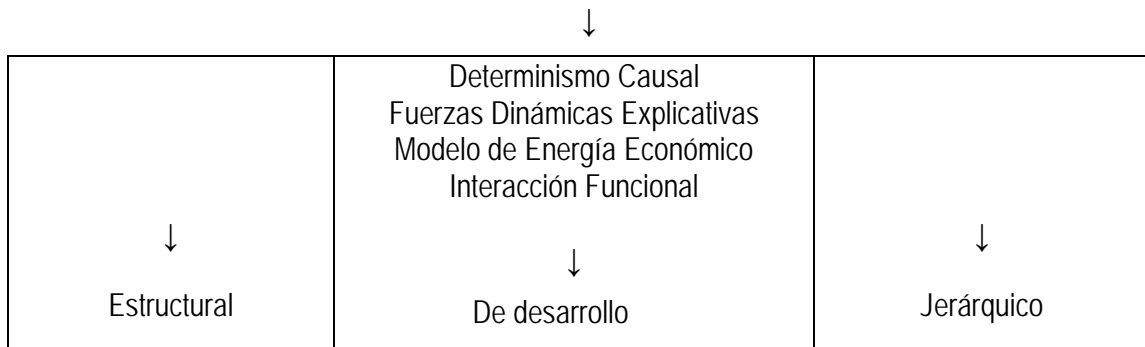 ↓
Determinismo Causal
Fuerzas Dinámicas Explicativas
Modelo de Energía Económico
Interacción Funcional
↓ ↓ ↓
Estructural De desarrollo Jerárquico